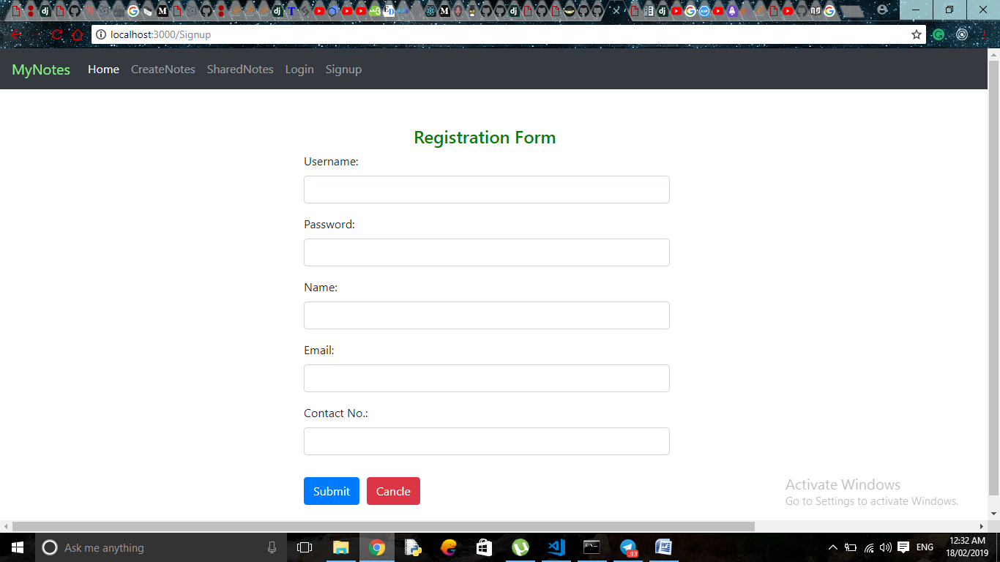 localhost:3000/Signup
MyNotes Home CreateNotes SharedNotes Login Signup
Registration Form
Username:
Password:
Name:
Email:
Contact No.:
Submit Cancle
Activate Windows
Go to Settings to activate Windows.
Ask me anything
93
ENG
12:32 AM
18/02/2019